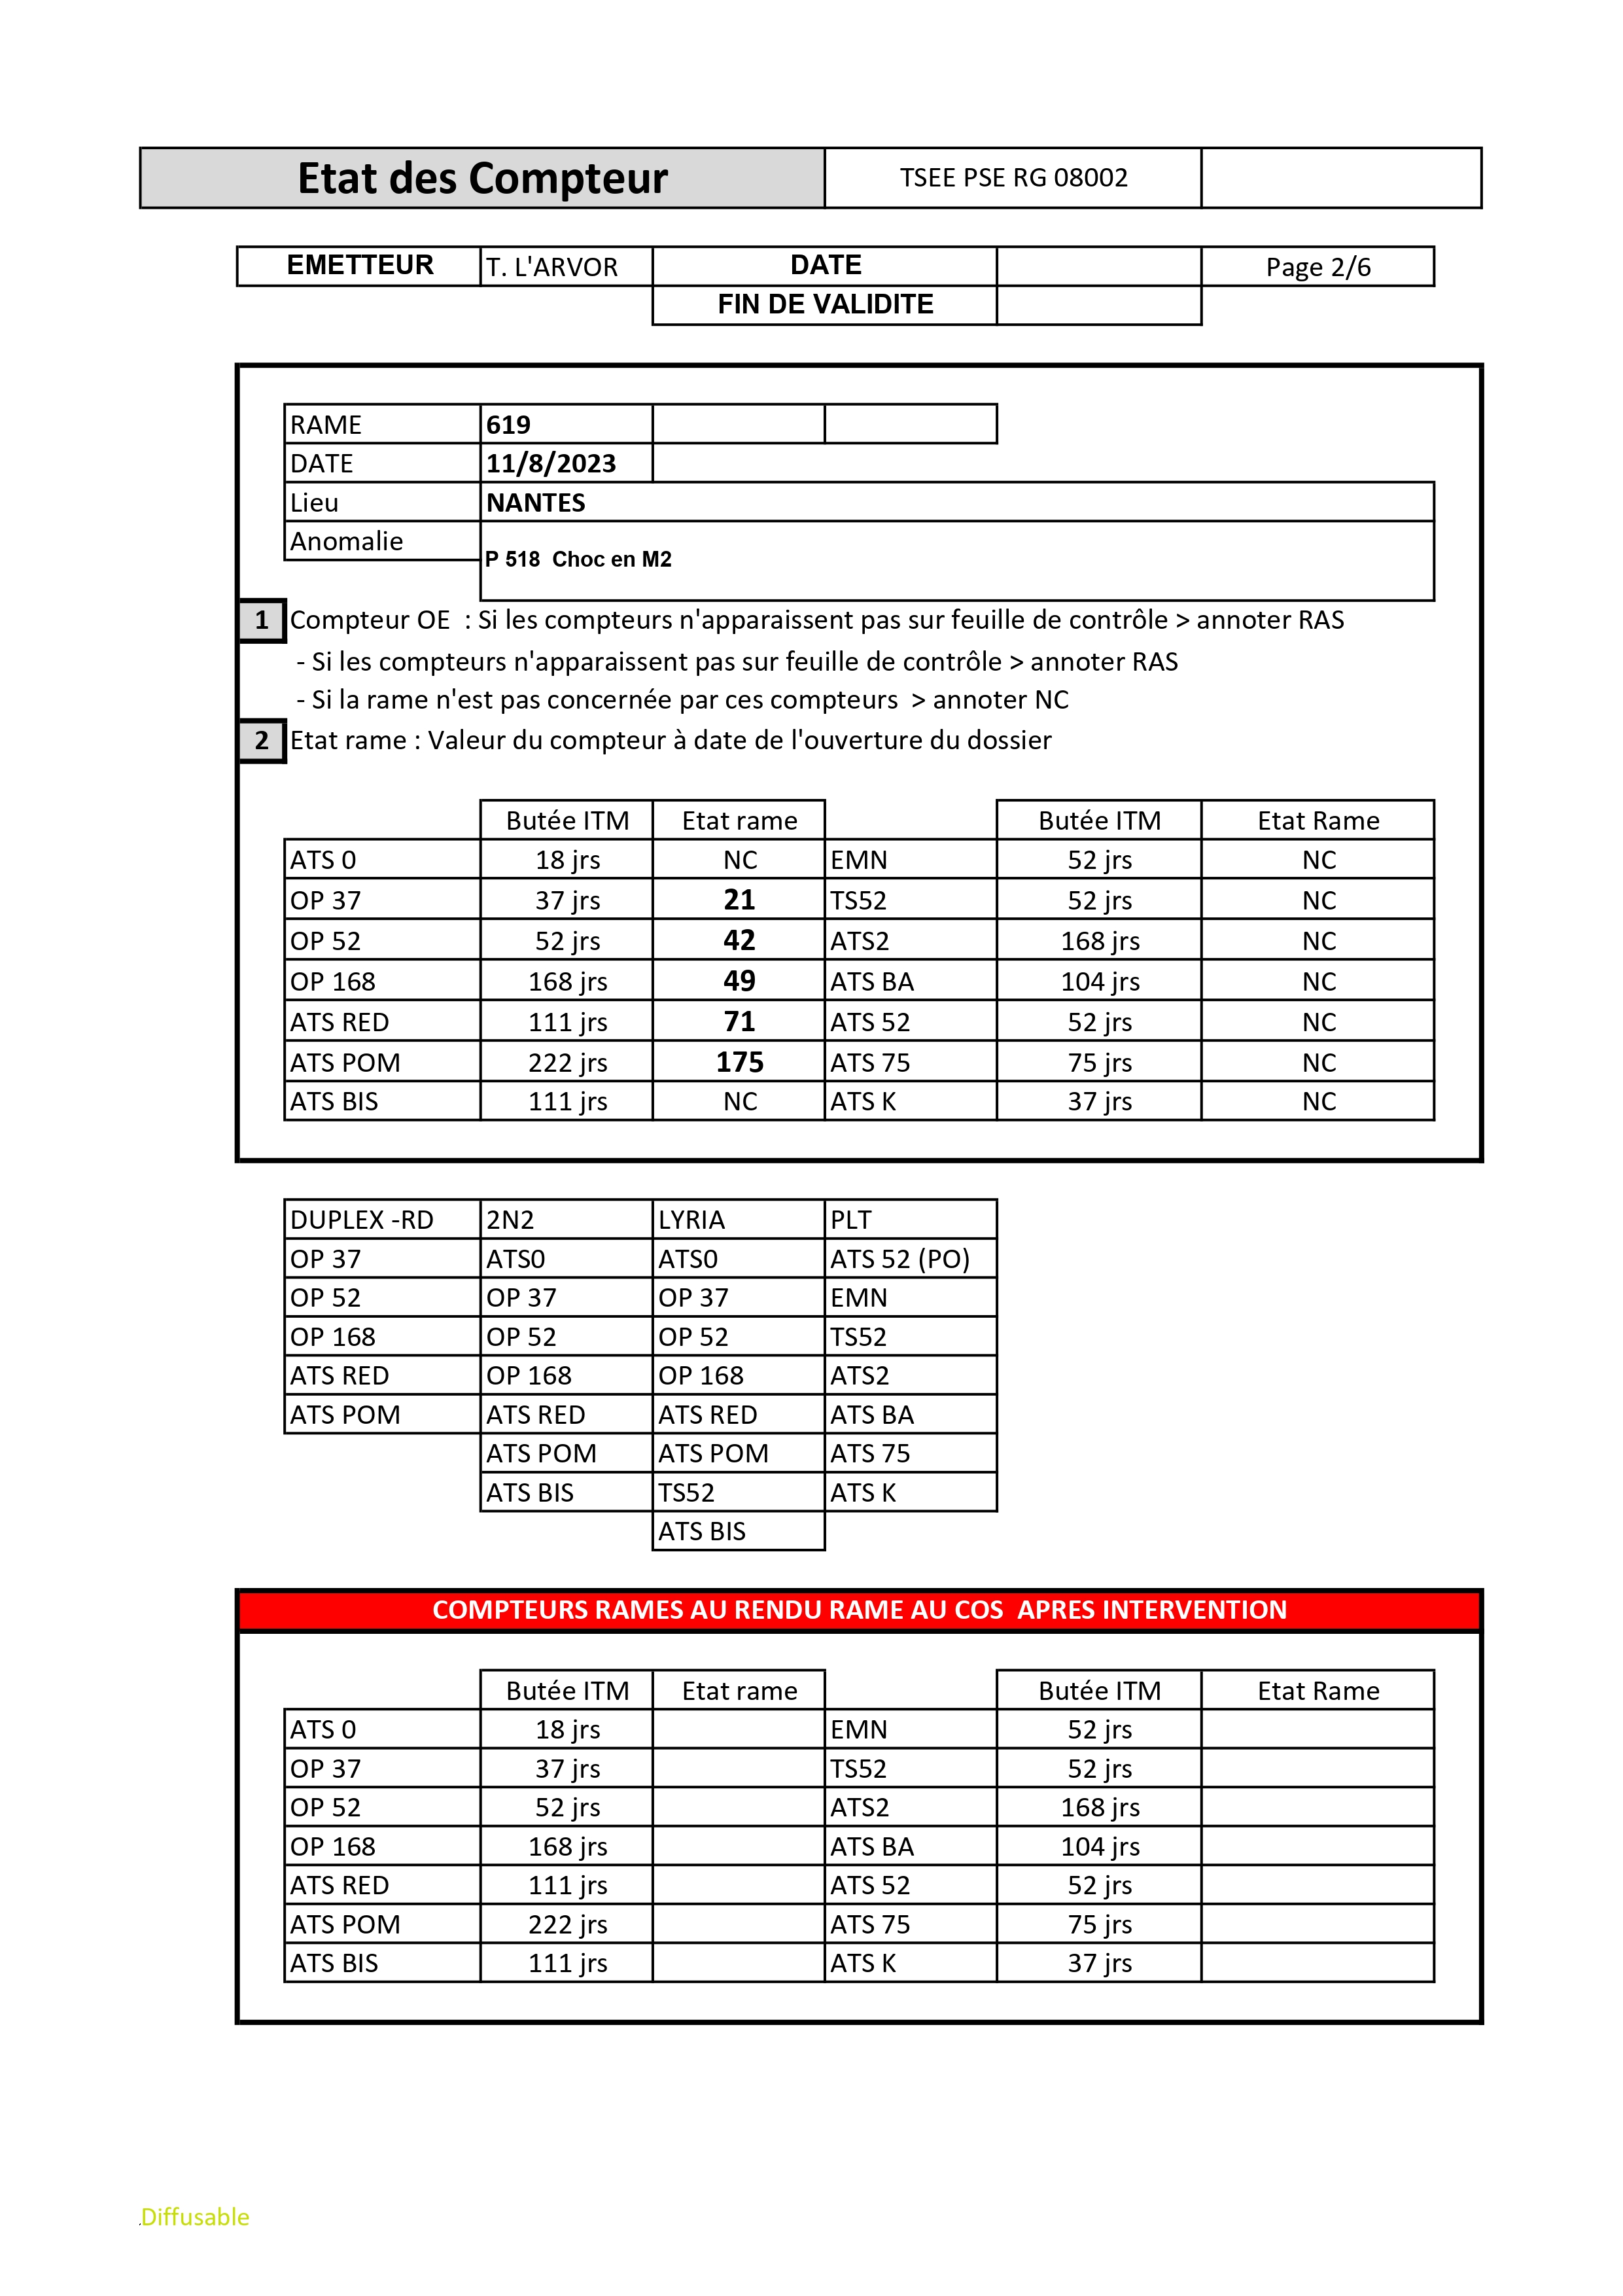 Etat des Compteur TSEE PSE RG 08002
EMETTEUR T. L'ARVOR DATE Page 2/6
FIN DE VALIDITE
RAME 619
DATE 11/8/2023
Lieu NANTES
Anomalie
P 518 Choc en M2
1 Compteur OE : Si les compteurs n'apparaissent pas sur feuille de contrôle > annoter RAS
- Si les compteurs n'apparaissent pas sur feuille de contrôle > annoter RAS
- Si la rame n'est pas concernée par ces compteurs > annoter NC
2 Etat rame : Valeur du compteur à date de l'ouverture du dossier
Butée ITM Etat rame Butée ITM Etat Rame
ATS 0 18 jrs NC EMN 52 jrs NC
OP 37 37 jrs 21 TS52 52 jrs NC
OP 52 52 jrs 42 ATS2 168 jrs NC
OP 168 168 jrs 49 ATS BA 104 jrs NC
ATS RED 111 jrs 71 ATS 52 52 jrs NC
ATS POM 222 jrs 175 ATS 75 75 jrs NC
ATS BIS 111 jrs NC ATS K 37 jrs NC
DUPLEX -RD 2N2 LYRIA PLT
OP 37 ATS0 ATS0 ATS 52 (PO)
OP 52 OP 37 OP 37 EMN
OP 168 OP 52 OP 52 TS52
ATS RED OP 168 OP 168 ATS2
ATS POM ATS RED ATS RED ATS BA
ATS POM ATS POM ATS 75
ATS BIS TS52 ATS K
ATS BIS
COMPTEURS RAMES AU RENDU RAME AU COS APRES INTERVENTION
Butée ITM Etat rame Butée ITM Etat Rame
ATS 0 18 jrs EMN 52 jrs
OP 37 37 jrs TS52 52 jrs
OP 52 52 jrs ATS2 168 jrs
OP 168 168 jrs ATS BA 104 jrs
ATS RED 111 jrs ATS 52 52 jrs
ATS POM 222 jrs ATS 75 75 jrs
ATS BIS 111 jrs ATS K 37 jrs
Diffusable